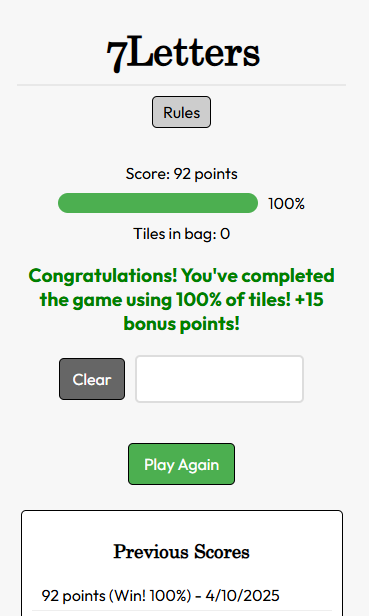 7Letters
Rules
Score: 92 points
100%
Tiles in bag: 0
Congratulations! You've completed
the game using 100% of tiles! +15
bonus points!
Clear
Play Again
Previous Scores
92 points (Win! 100%) - 4/10/2025